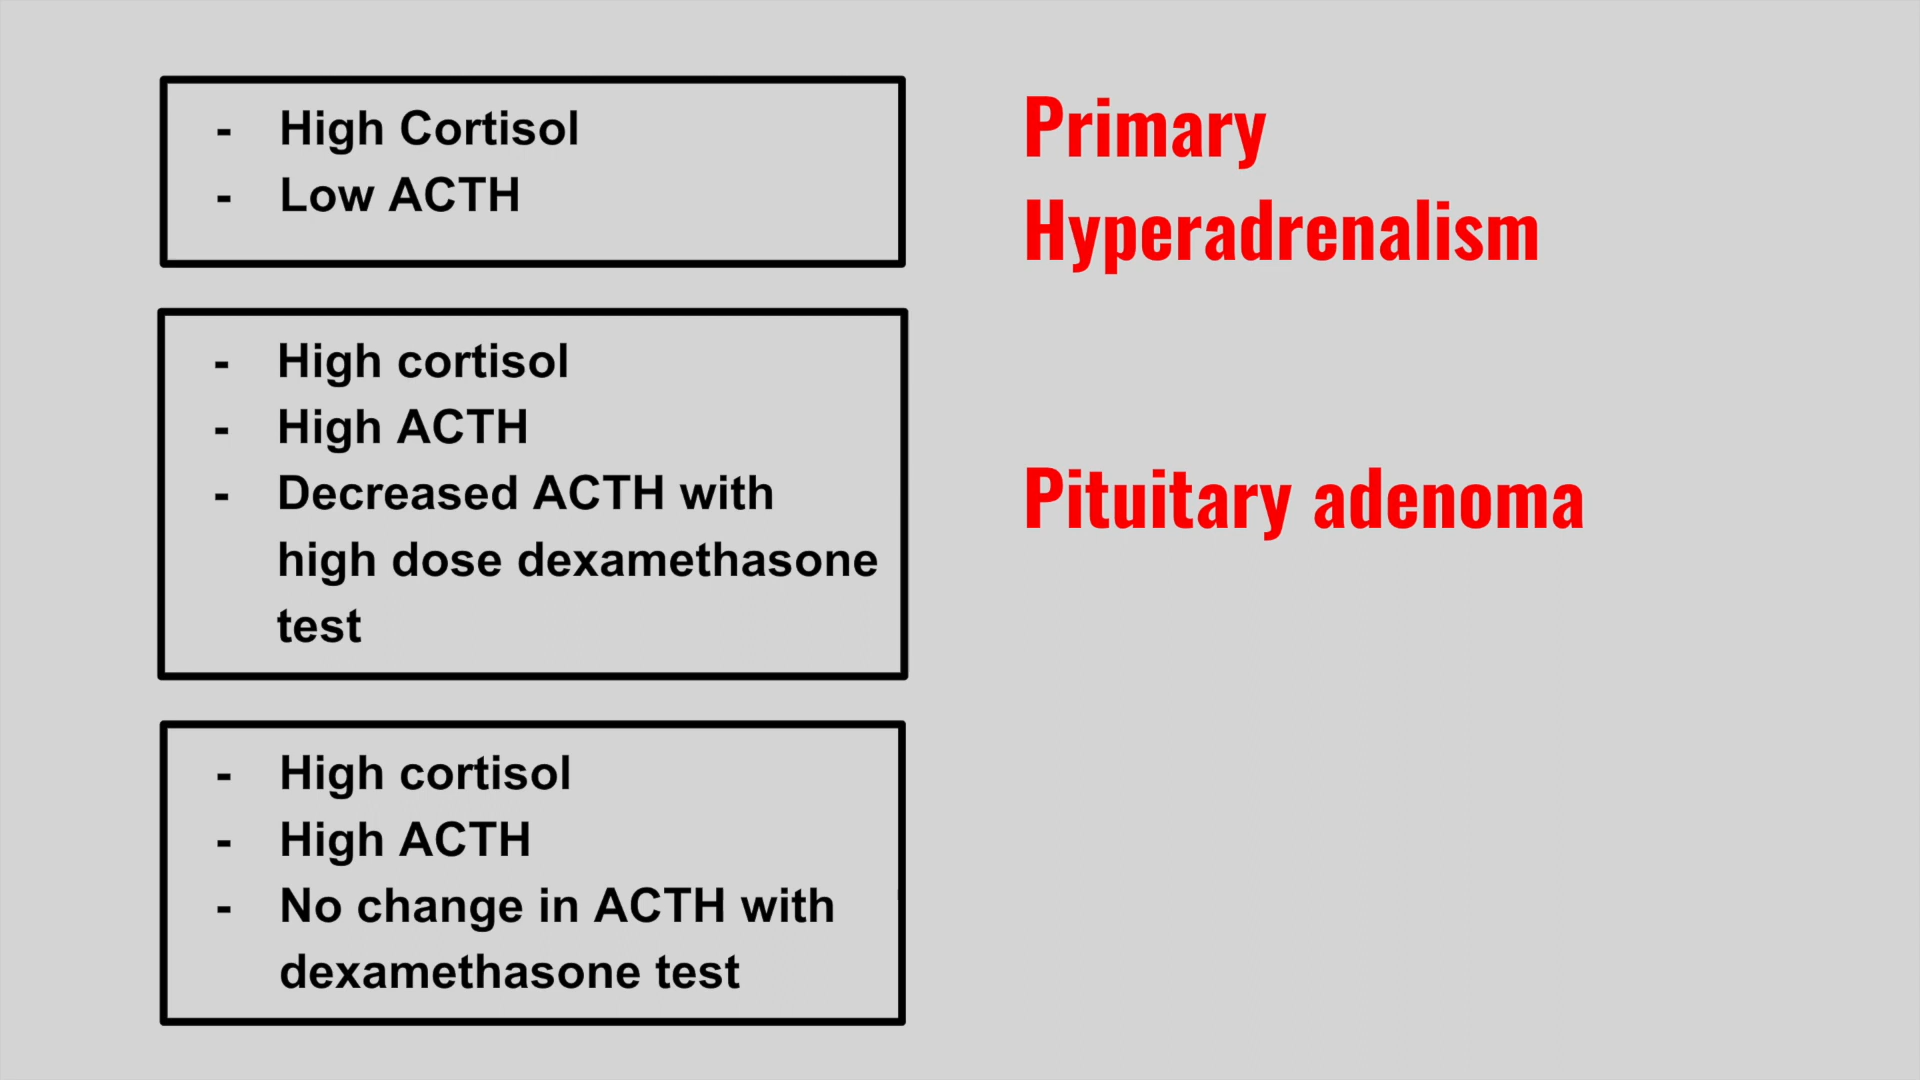 - High Cortisol
- Low ACTH
Primary
Hyperadrenalism
- High cortisol
- High ACTH
- Decreased ACTH with
high dose dexamethasone
test
Pituitary adenoma
- High cortisol
- High ACTH
- No change in ACTH with
dexamethasone test